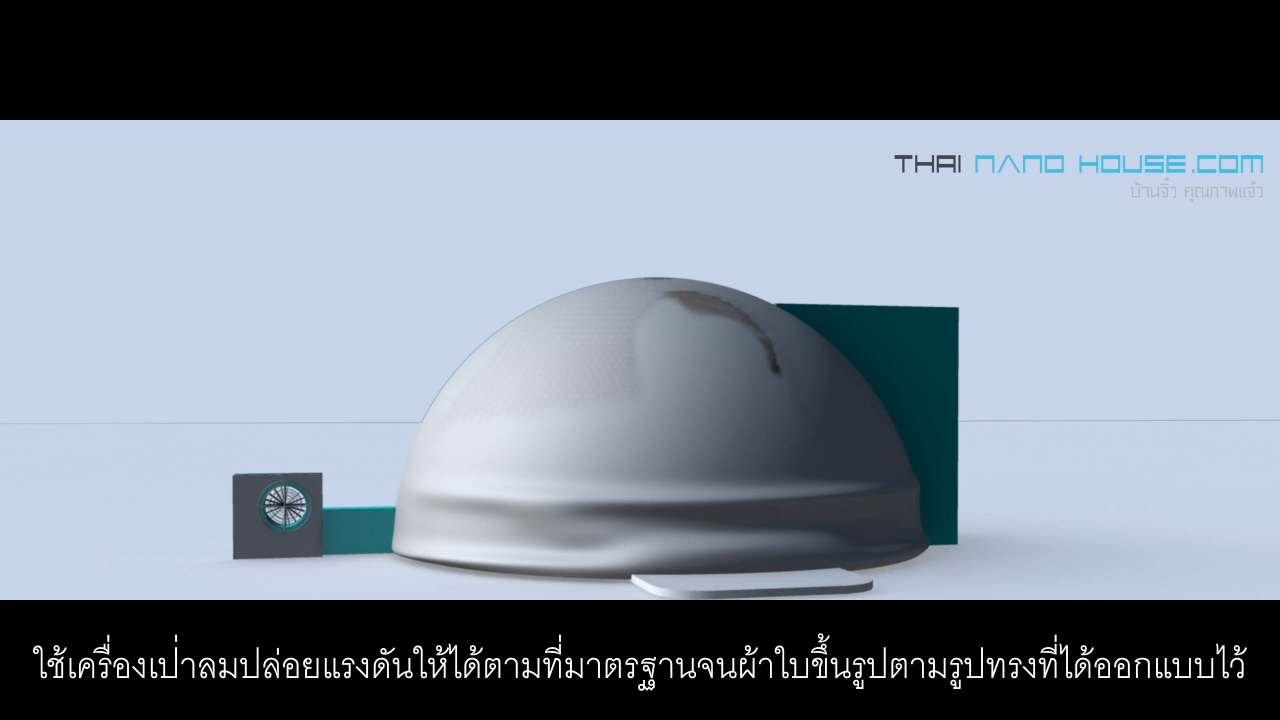 THAI NANO HOUSE.COM
บ้านจิ๋ว คุณภาพแจ๋ว
ใช้เครื่องเป่าลมปล่อยแรงดันให้ได้ตามที่มาตรฐานจนผ้าใบขึ้นรูปตามรูปทรงที่ได้ออกแบบไว้